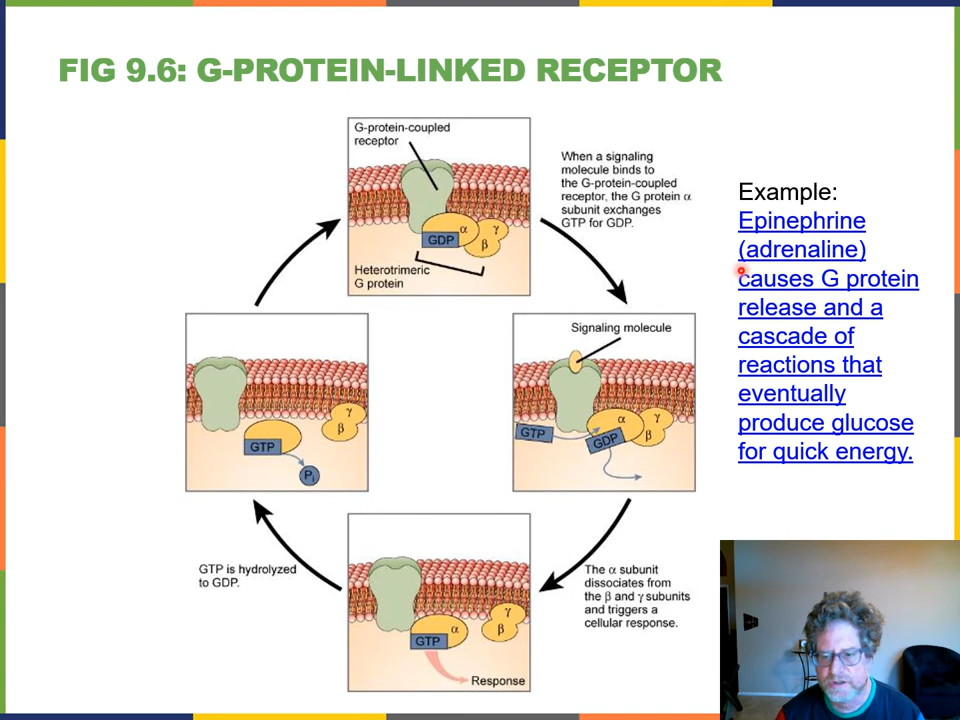 FIG 9.6: G-PROTEIN-LINKED RECEPTOR
G-protein-coupled
receptor
α
γ
β
GDP
Heterotrimeric
G protein
When a signaling
molecule binds to
the G-protein-coupled
receptor, the G protein α
subunit exchanges
GTP for GDP.
Signaling molecule
GTP
GDP
α
γ
β
The α subunit
dissociates from
the β and γ subunits
and triggers a
cellular response.
GTP
α
γ
β
Response
GTP is hydrolyzed
to GDP.
GTP
Pi
γ
β
Example:
Epinephrine
(adrenaline)
causes G protein
release and a
cascade of
reactions that
eventually
produce glucose
for quick energy.